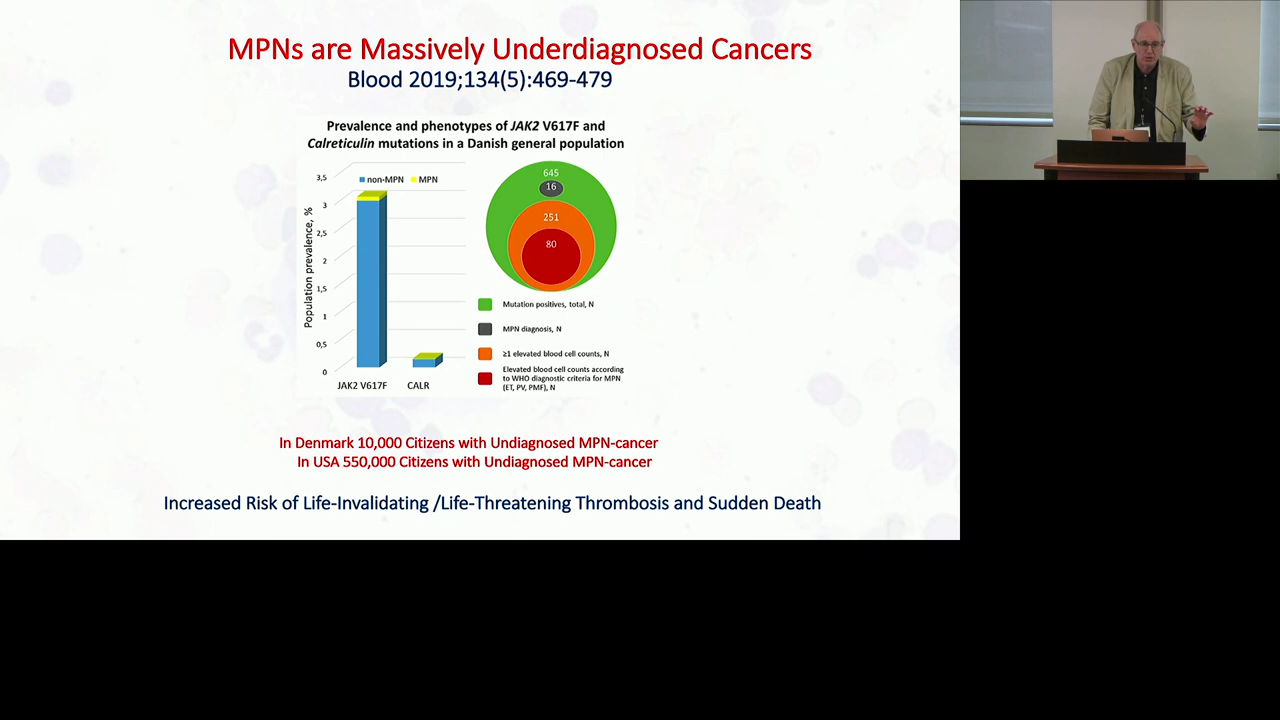 MPNs are Massively Underdiagnosed Cancers
Blood 2019;134(5):469-479
Prevalence and phenotypes of JAK2 V617F and
Calreticulin mutations in a Danish general population
non-MPN MPN
Population prevalence, %
3,5
3
2,5
2
1,5
1
0,5
0
JAK2 V617F CALR
645
16
251
80
Mutation positives, total, N
MPN diagnosis, N
≥1 elevated blood cell counts, N
Elevated blood cell counts according
to WHO diagnostic criteria for MPN
(ET, PV, PMF), N
In Denmark 10,000 Citizens with Undiagnosed MPN-cancer
In USA 550,000 Citizens with Undiagnosed MPN-cancer
Increased Risk of Life-Invalidating /Life-Threatening Thrombosis and Sudden Death